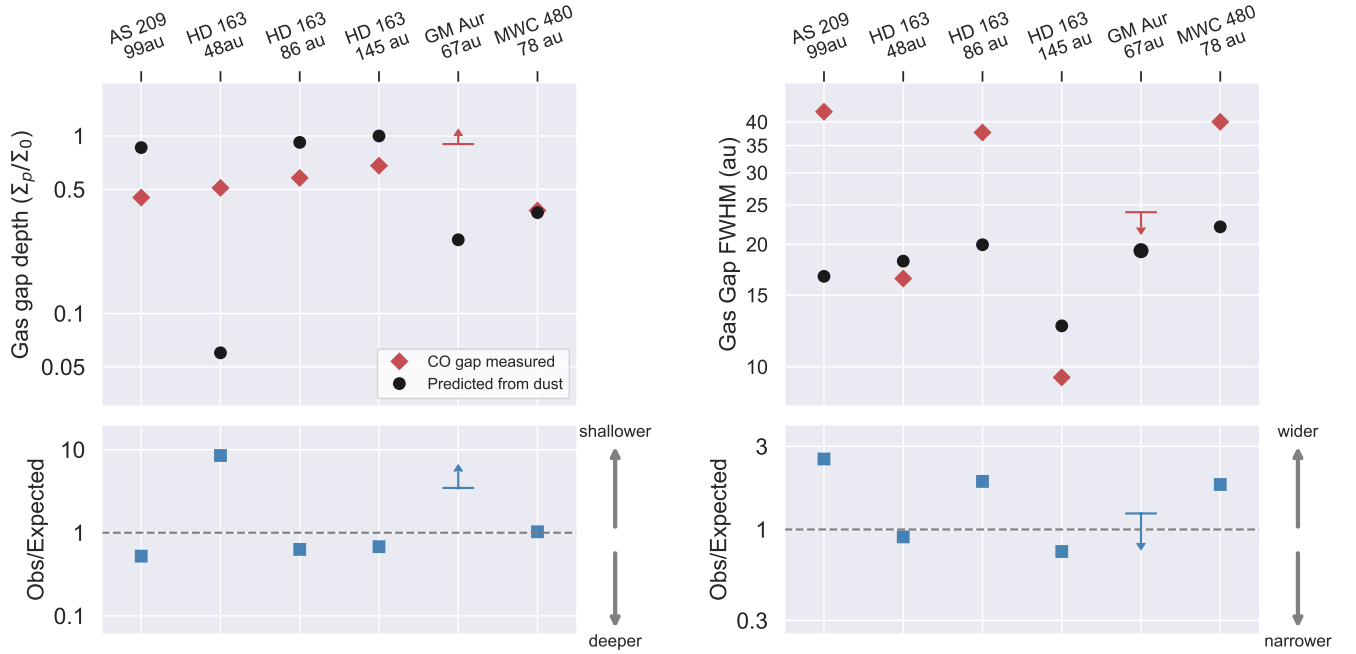 AS 209
99au
HD 163
48au
HD 163
86 au
HD 163
145 au
GM Aur
67au
MWC 480
78 au
Gas gap depth (Σp/Σ0)
1
0.5
0.1
0.05
CO gap measured
Predicted from dust
Obs/Expected
10
1
0.1
shallower
deeper
AS 209
99au
HD 163
48au
HD 163
86 au
HD 163
145 au
GM Aur
67au
MWC 480
78 au
Gas Gap FWHM (au)
40
35
30
25
20
15
10
Obs/Expected
3
1
0.3
wider
narrower